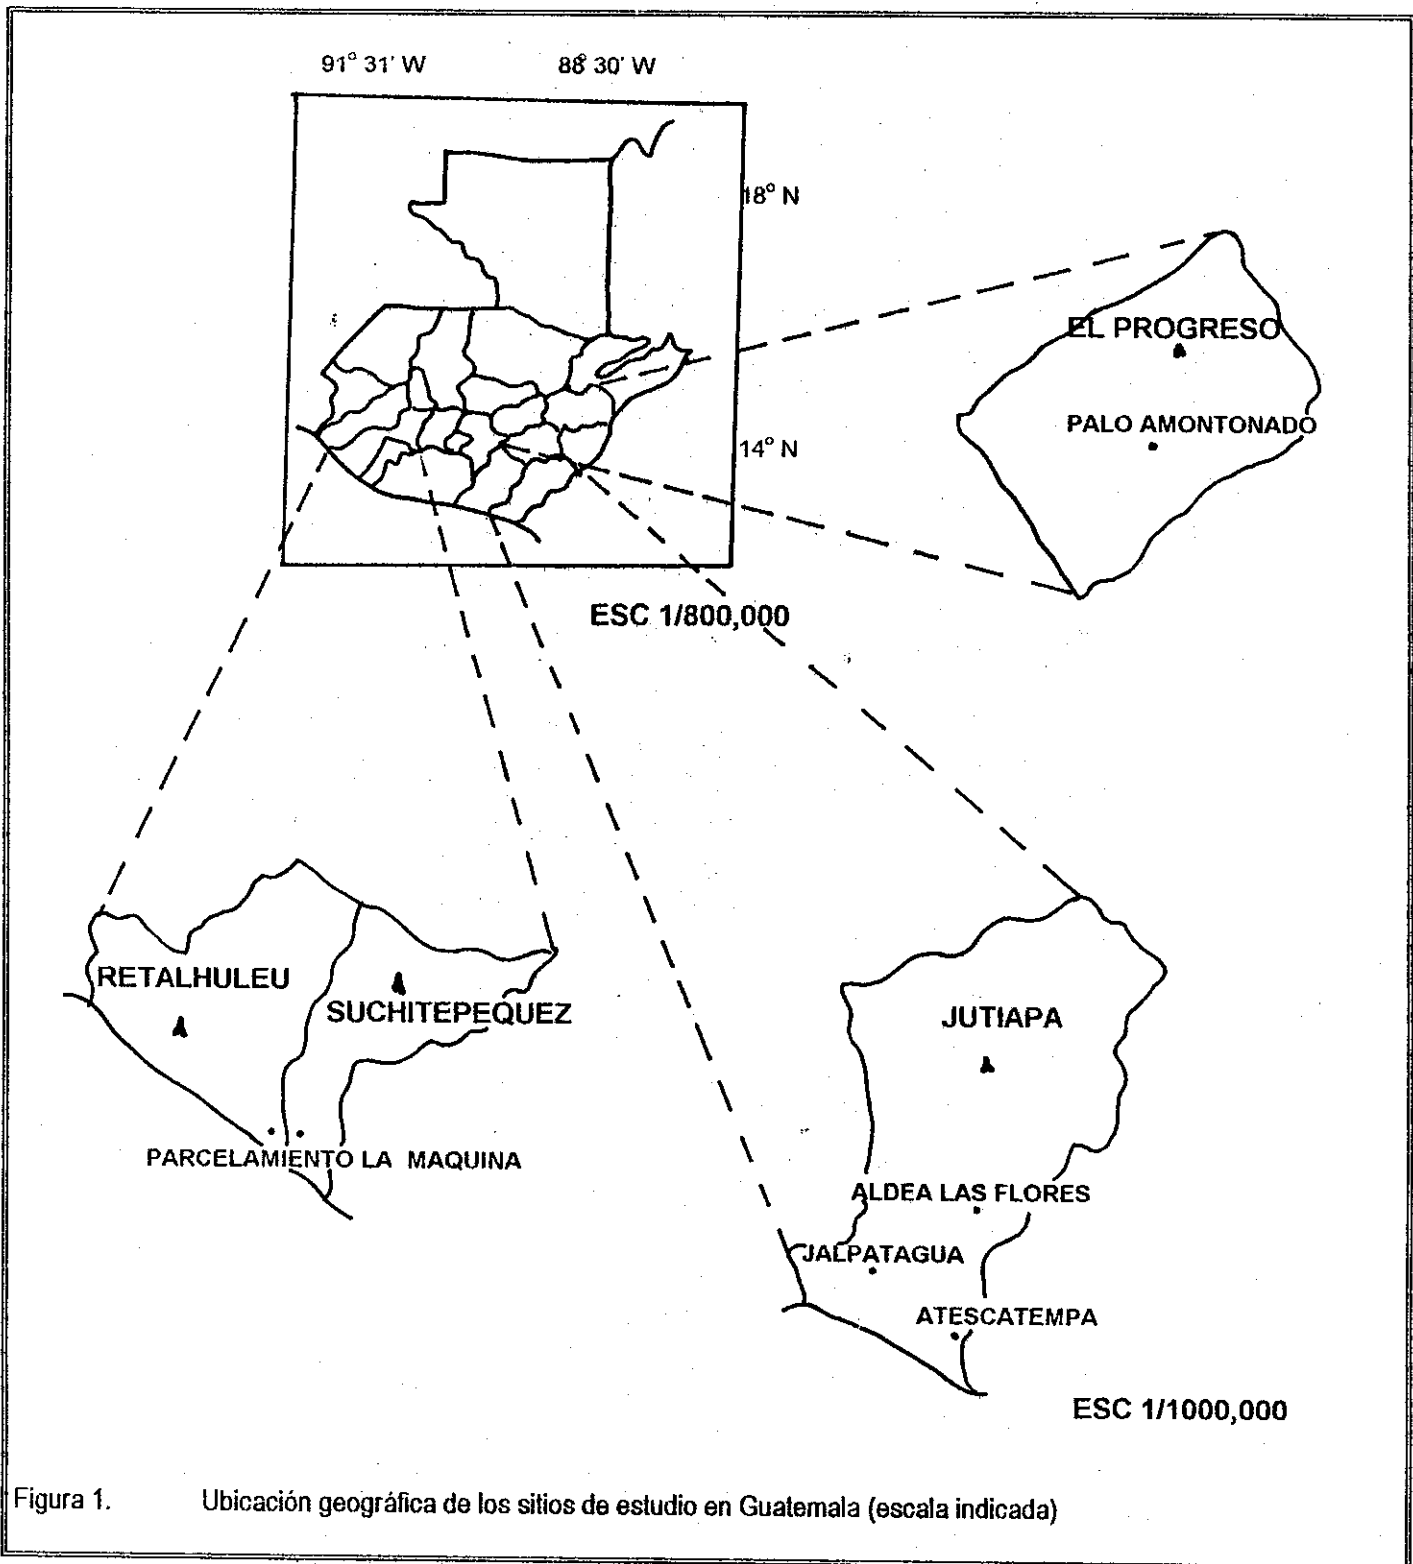 91° 31' W 88° 30' W
18° N
EL PROGRESO
PALO AMONTONADO
14° N
ESC 1/800,000
RETALHULEU
SUCHITEPEQUEZ
JUTIAPA
PARCELAMIENTO LA MAQUINA
ALDEA LAS FLORES
JALPATAGUA
ATESCATEMPA
ESC 1/1000,000
Figura 1. Ubicación geográfica de los sitios de estudio en Guatemala (escala indicada)